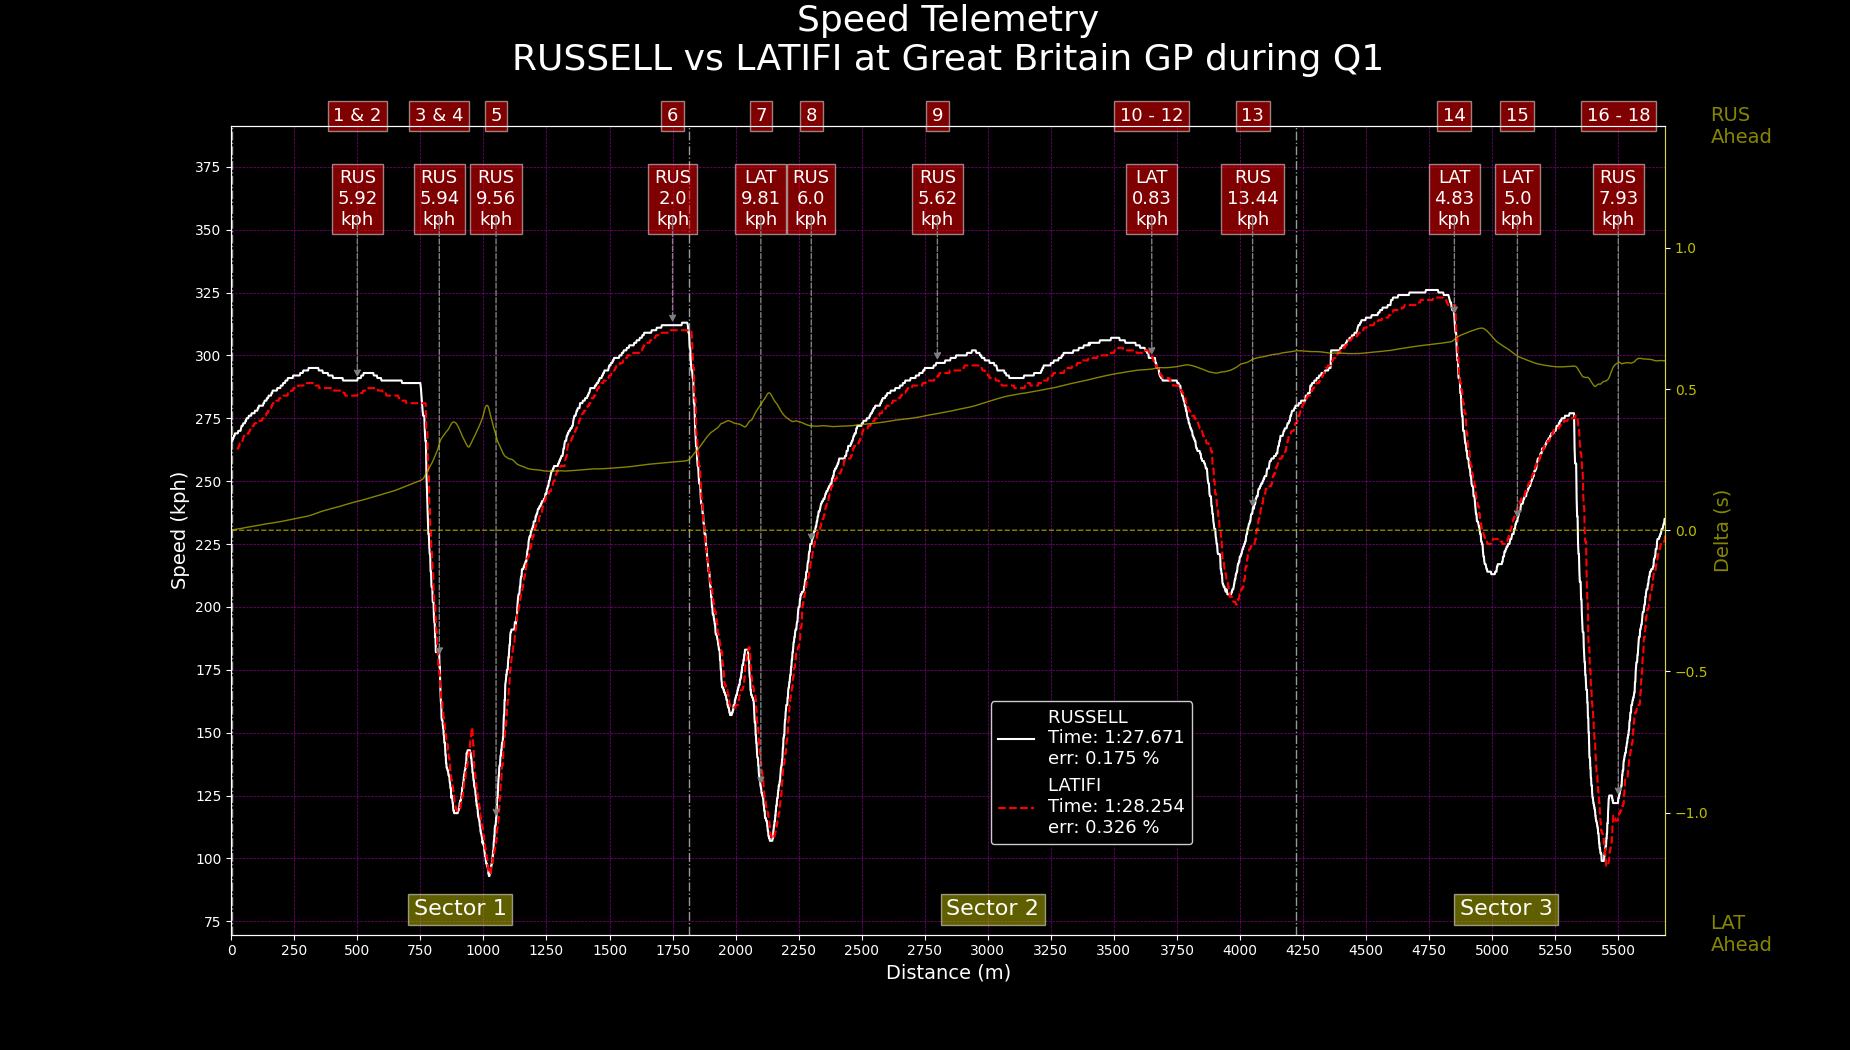 Speed Telemetry
RUSSELL vs LATIFI at Great Britain GP during Q1
1 & 2
3 & 4
5
6
7
8
9
10 - 12
13
14
15
16 - 18
RUS
Ahead
RUS
5.92
kph
RUS
5.94
kph
RUS
9.56
kph
RUS
2.0
kph
LAT
9.81
kph
RUS
6.0
kph
RUS
5.62
kph
LAT
0.83
kph
RUS
13.44
kph
LAT
4.83
kph
LAT
5.0
kph
RUS
7.93
kph
375
350
325
300
275
250
225
200
175
150
125
100
75
Speed (kph)
1.0
0.5
0.0
−0.5
−1.0
Delta (s)
RUSSELL
Time: 1:27.671
err: 0.175 %
LATIFI
Time: 1:28.254
err: 0.326 %
Sector 1
Sector 2
Sector 3
LAT
Ahead
0 250 500 750 1000 1250 1500 1750 2000 2250 2500 2750 3000 3250 3500 3750 4000 4250 4500 4750 5000 5250 5500
Distance (m)